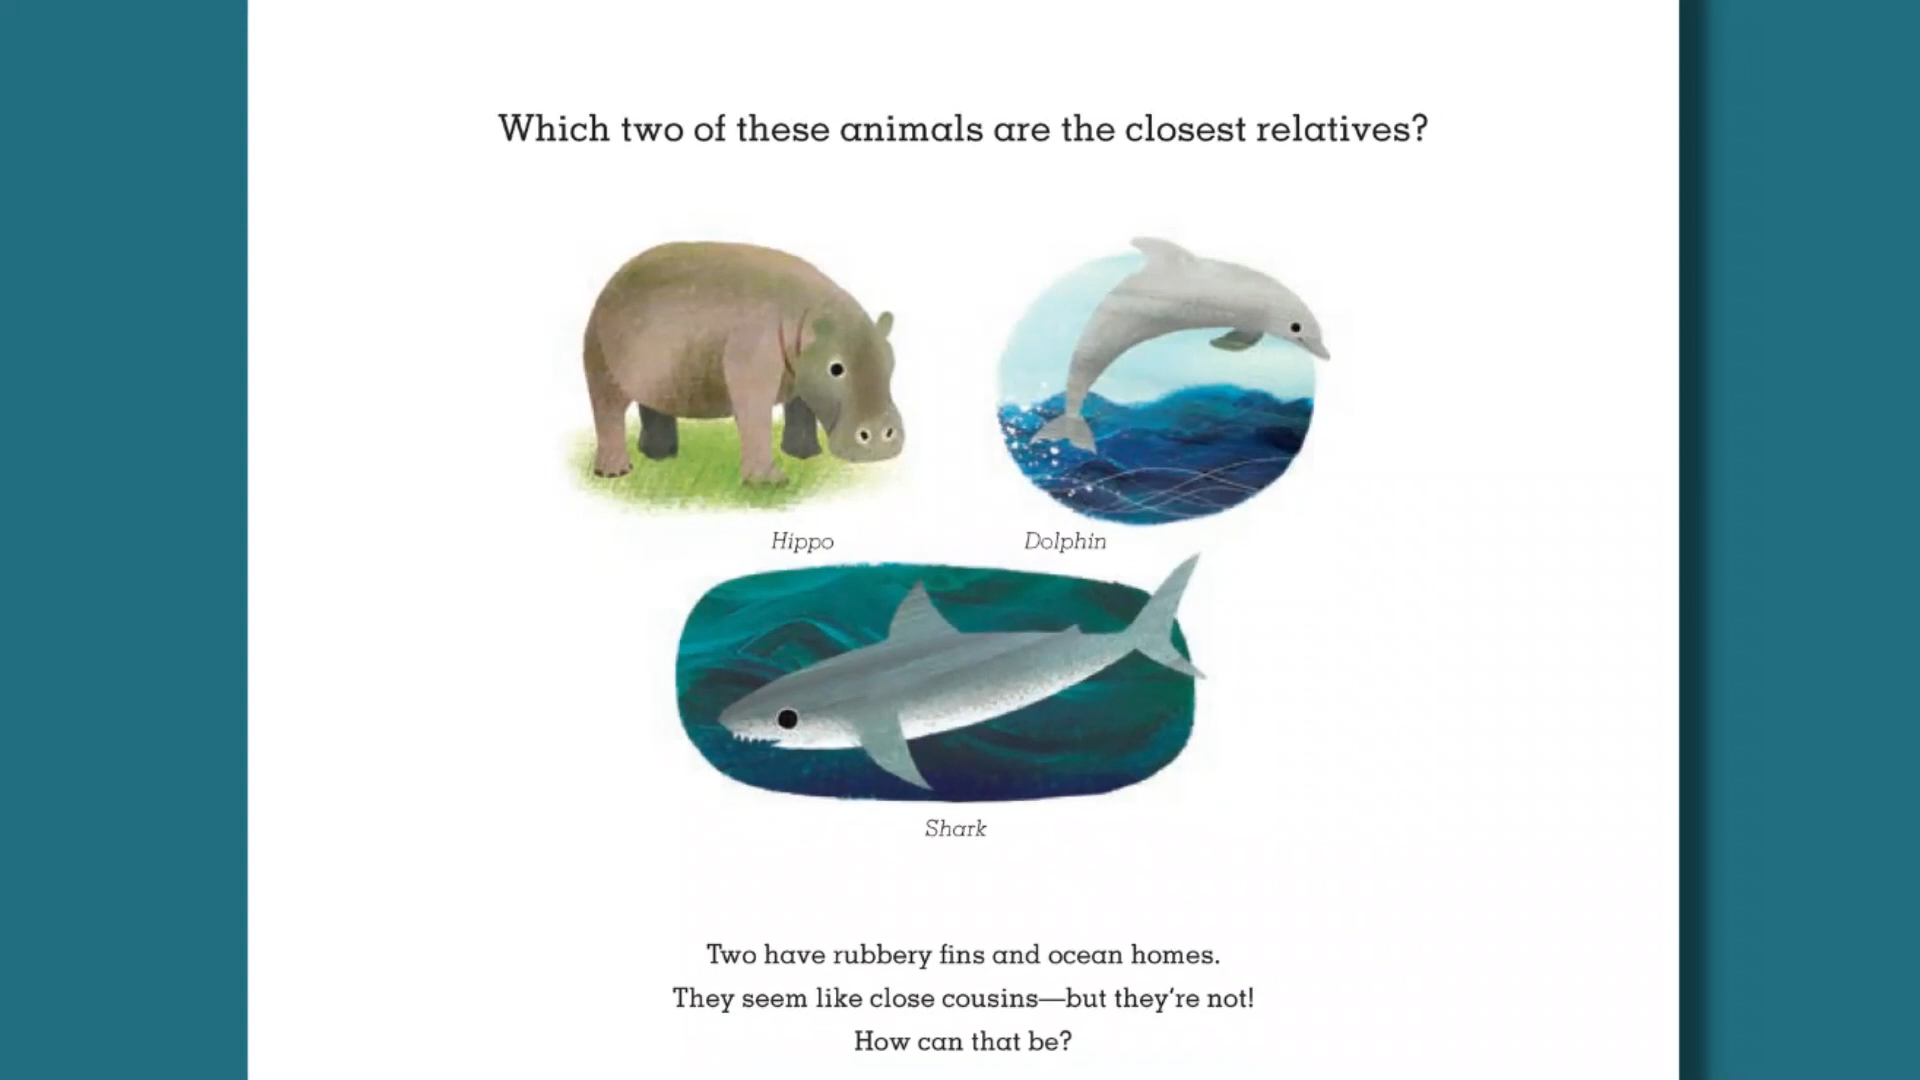 Which two of these animals are the closest relatives?
Hippo
Dolphin
Shark
Two have rubbery fins and ocean homes.
They seem like close cousins—but they're not!
How can that be?